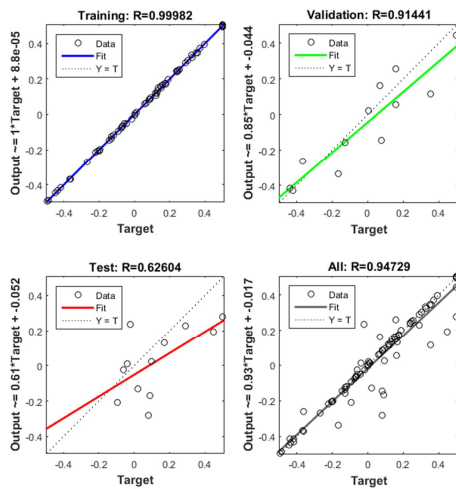 Training: R=0.99982
Output ~= 1*Target + 8.8e-05
0.4
0.2
0
-0.2
-0.4
Data
Fit
Y = T
-0.4 -0.2 0 0.2 0.4
Target
Validation: R=0.91441
Output ~= 0.85*Target + -0.044
0.4
0.2
0
-0.2
-0.4
Data
Fit
Y = T
-0.4 -0.2 0 0.2 0.4
Target
Test: R=0.62604
Output ~= 0.61*Target + -0.052
0.4
0.2
0
-0.2
-0.4
Data
Fit
Y = T
-0.4 -0.2 0 0.2 0.4
Target
All: R=0.94729
Output ~= 0.93*Target + -0.017
0.4
0.2
0
-0.2
-0.4
Data
Fit
Y = T
-0.4 -0.2 0 0.2 0.4
Target